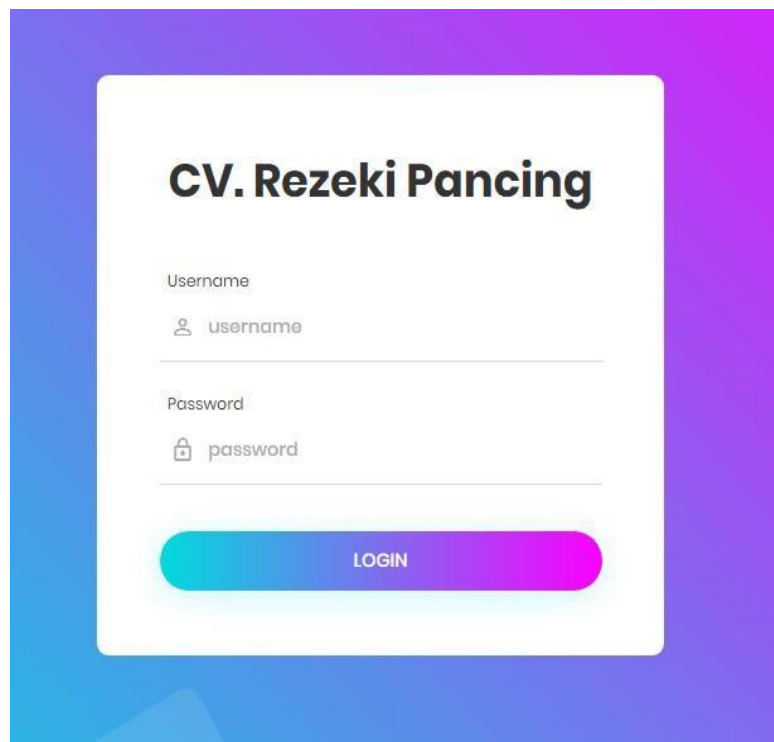 CV. Rezeki Pancing
Username
username
Password
password
LOGIN